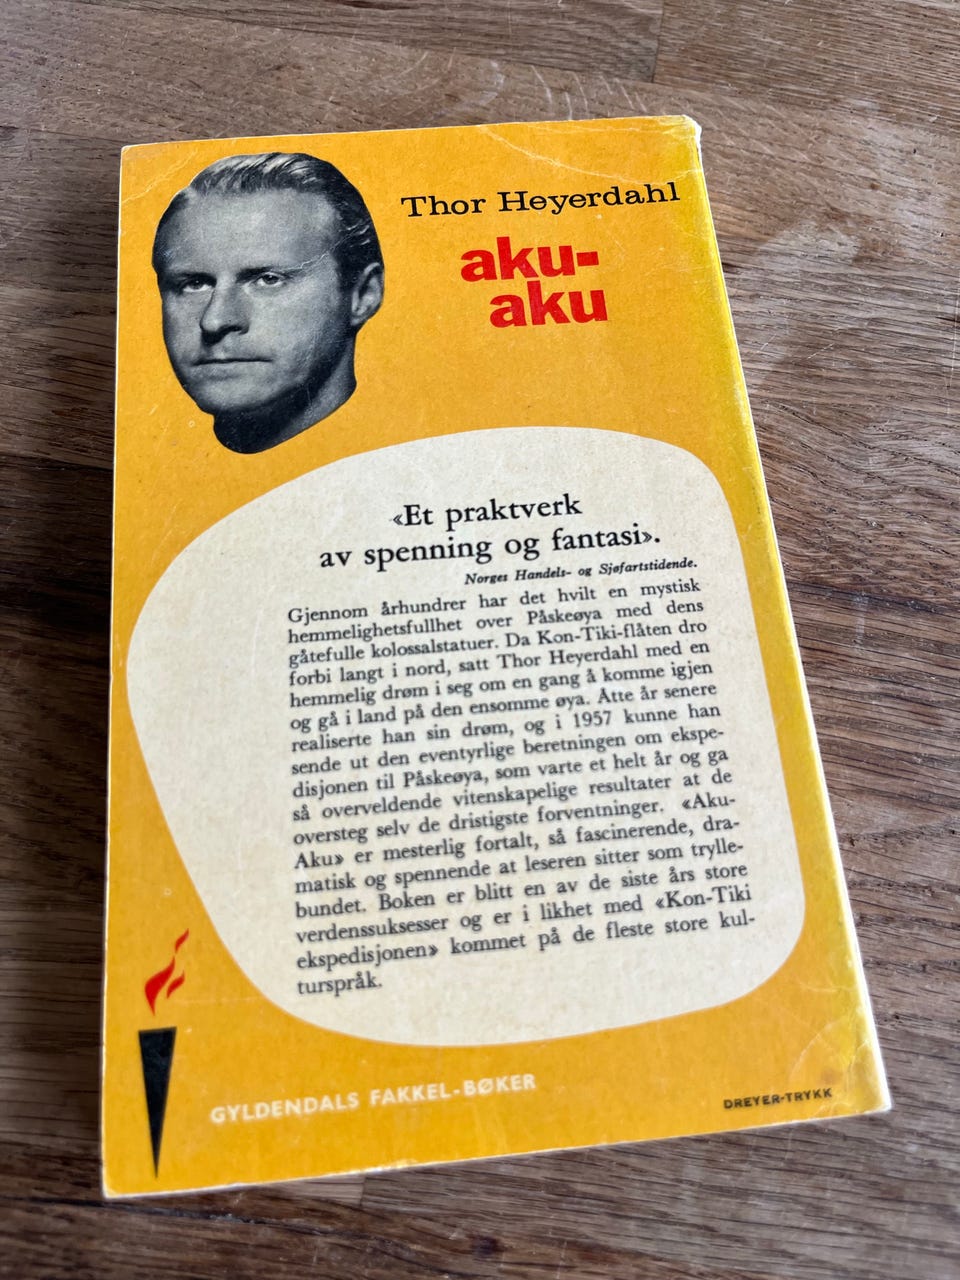 Thor Heyerdahl
aku-
aku
«Et praktverk
av spenning og fantasi».
Norges Handels- og Sjøfartstidende.
Gjennom århundrer har det hvilt en mystisk
hemmelighetsfullhet over Påskeøya med dens
gåtefulle kolossalstatuer. Da Kon-Tiki-flåten dro
forbi langt i nord, satt Thor Heyerdahl med en
hemmelig drøm i seg om en gang å komme igjen
og gå i land på den ensomme øya. Åtte år senere
realiserte han sin drøm, og i 1957 kunne han
sende ut den eventyrlige beretningen om ekspe-
disjonen til Påskeøya, som varte et helt år og ga
så overveldende vitenskapelige resultater at de
oversteg selv de dristigste forventninger. «Aku-
Aku» er mesterlig fortalt, så fascinerende, dra-
matisk og spennende at leseren sitter som trylle-
bundet. Boken er blitt en av de siste års store
verdenssuksesser og er i likhet med «Kon-Tiki
ekspedisjonen» kommet på de fleste store kul-
turspråk.
GYLDENDALS FAKKEL-BØKER
DREYER-TRYKK